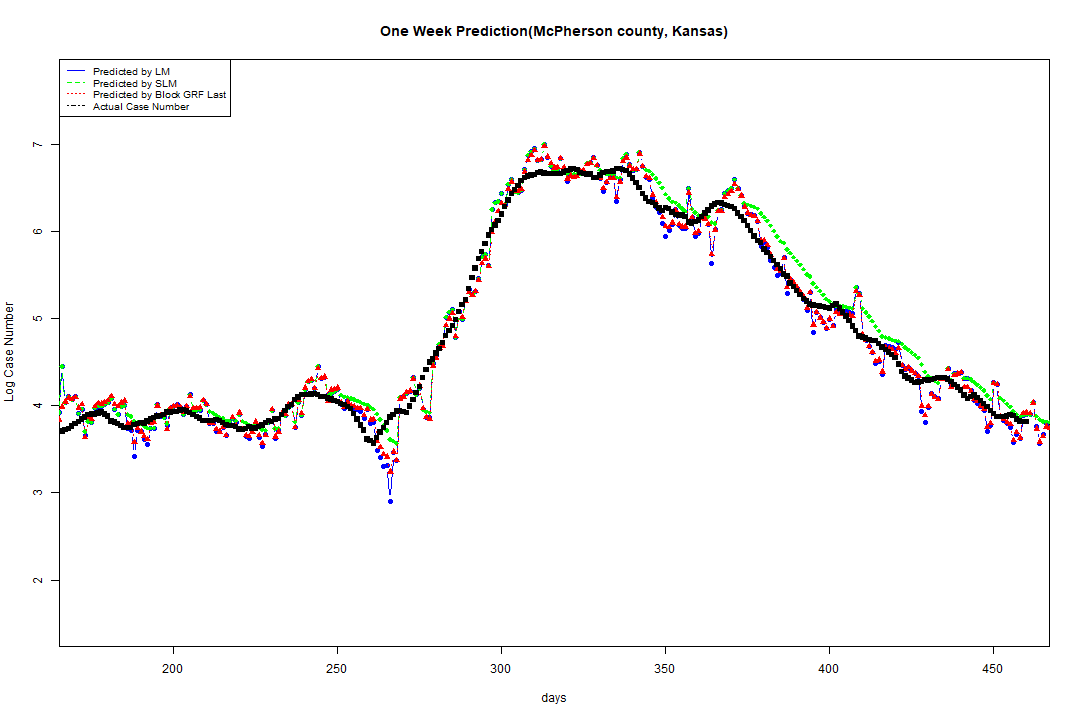 One Week Prediction(McPherson county, Kansas)
Predicted by LM
Predicted by SLM
Predicted by Block GRF Last
Actual Case Number
7
6
5
4
3
2
Log Case Number
200 250 300 350 400 450
days